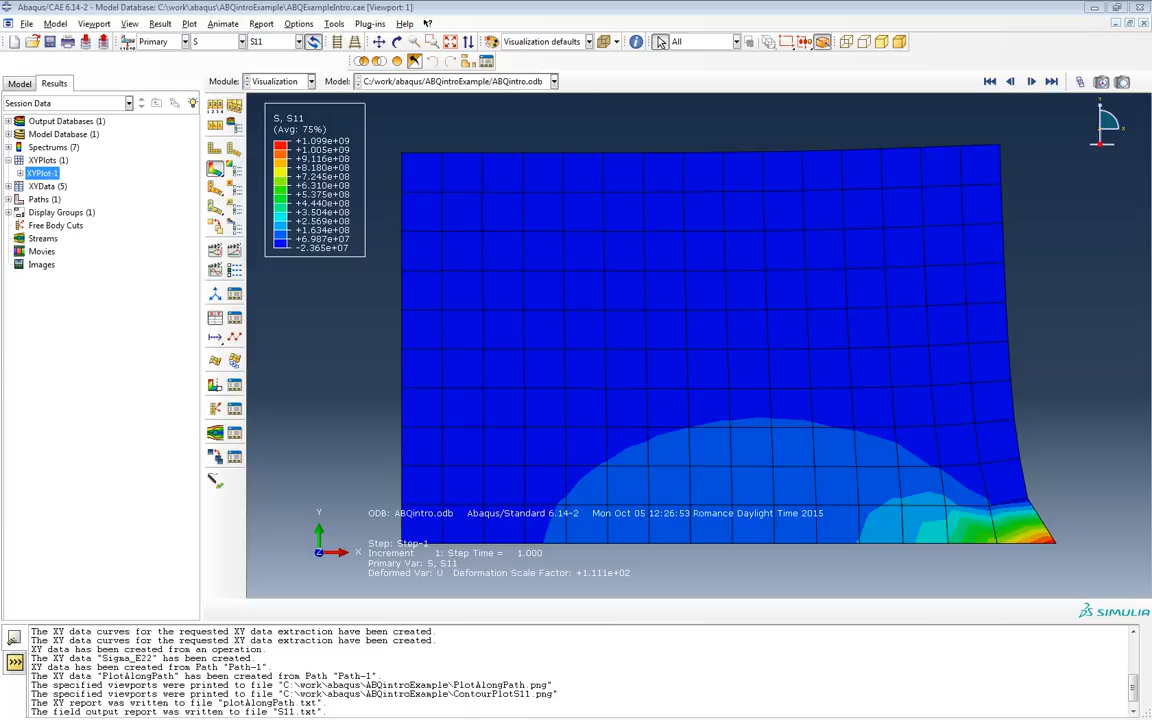 Abaqus/CAE 6.14-2 - Model Database: C:\work\abaqus\ABQintroExample\ABQExampleIntro.cae [Viewport: 1]
File Model Viewport View Result Plot Animate Report Options Tools Plug-ins Help
Primary S S11 Visualization defaults All
Module: Visualization Model: C:/work/abaqus/ABQintroExample/ABQintro.odb
Model Results
Session Data
Output Databases (1)
Model Database (1)
Spectrums (7)
XYPlots (1)
XYPlot-1
XYData (5)
Paths (1)
Display Groups (1)
Free Body Cuts
Streams
Movies
Images
S, S11
(Avg: 75%)
+1.099e+09
+1.005e+09
+9.116e+08
+8.180e+08
+7.245e+08
+6.310e+08
+5.375e+08
+4.440e+08
+3.504e+08
+2.569e+08
+1.634e+08
+6.987e+07
-2.365e+07
ODB: ABQintro.odb Abaqus/Standard 6.14-2 Mon Oct 05 12:26:53 Romance Daylight Time 2015
Y
Z X
Step: Step-1
Increment 1: Step Time = 1.000
Primary Var: S, S11
Deformed Var: U Deformation Scale Factor: +1.111e+02
SIMULIA
The XY data curves for the requested XY data extraction have been created.
The XY data curves for the requested XY data extraction have been created.
XY data has been created from an operation.
The XY data "Sigma_E22" has been created.
XY data has been created from Path "Path-1".
The XY data "PlotAlongPath" has been created from Path "Path-1".
The specified viewports were printed to file "C:\work\abaqus\ABQintroExample\PlotAlongPath.png"
The specified viewports were printed to file "C:\work\abaqus\ABQintroExample\ContourPlotS11.png"
The XY report was written to file "plotAlongPath.txt".
The field output report was written to file "S11.txt".